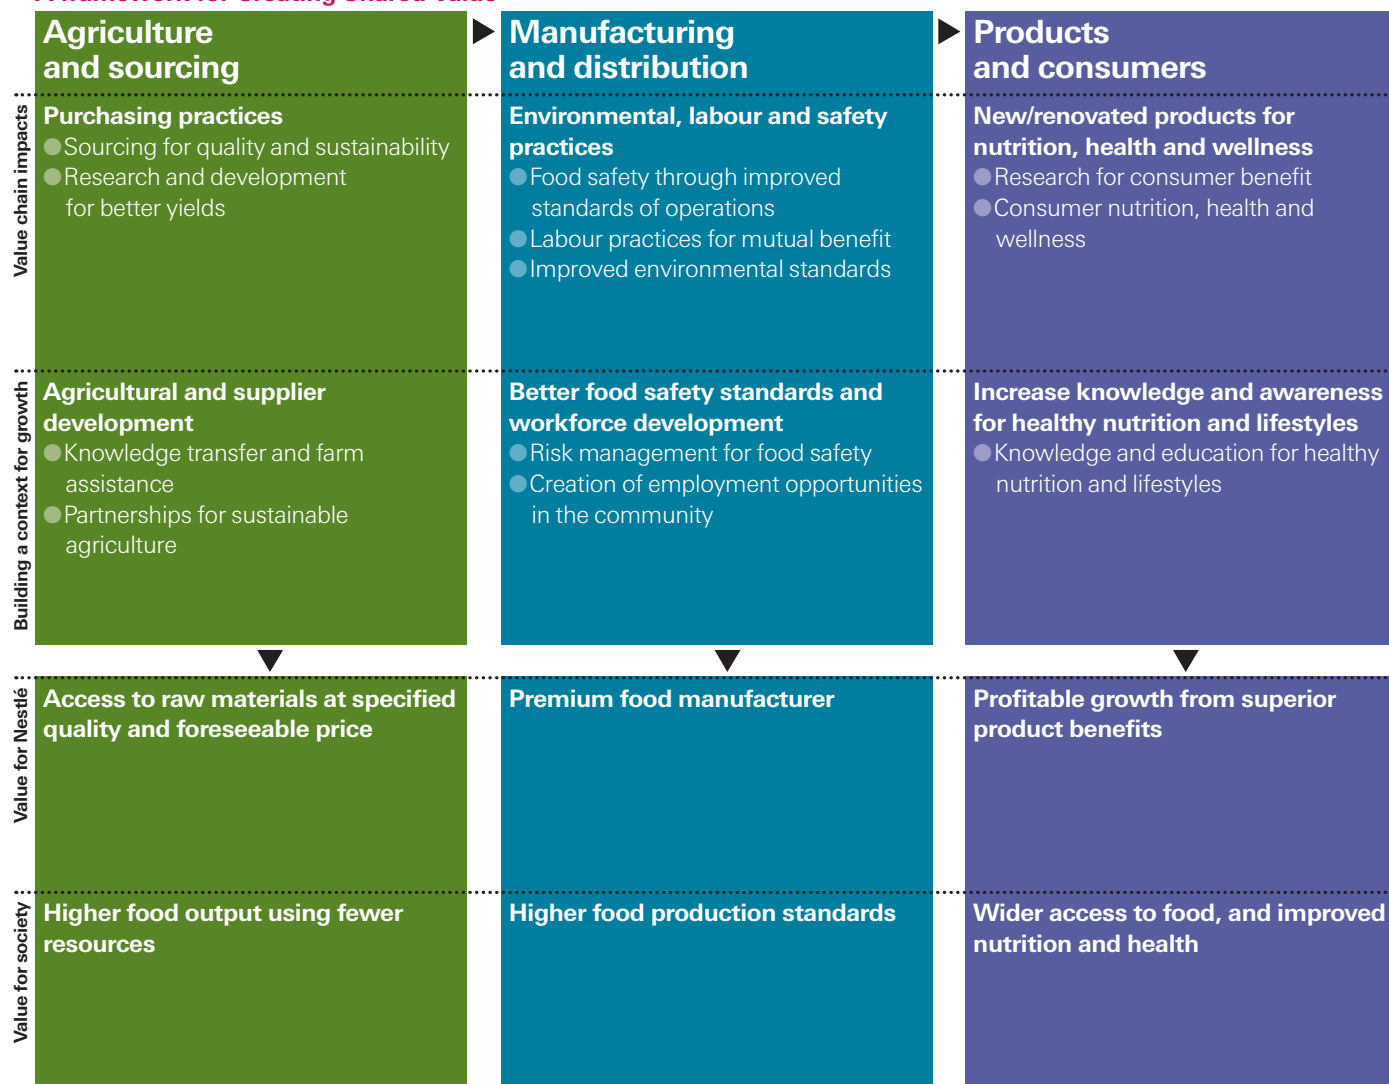 A framework for Creating Shared Value
Agriculture
and sourcing
Manufacturing
and distribution
Products
and consumers
Value chain impacts
Purchasing practices
Sourcing for quality and sustainability
Research and development
for better yields
Environmental, labour and safety
practices
Food safety through improved
standards of operations
Labour practices for mutual benefit
Improved environmental standards
New/renovated products for
nutrition, health and wellness
Research for consumer benefit
Consumer nutrition, health and
wellness
Building a context for growth
Agricultural and supplier
development
Knowledge transfer and farm
assistance
Partnerships for sustainable
agriculture
Better food safety standards and
workforce development
Risk management for food safety
Creation of employment opportunities
in the community
Increase knowledge and awareness
for healthy nutrition and lifestyles
Knowledge and education for healthy
nutrition and lifestyles
Value for Nestlé
Access to raw materials at specified
quality and foreseeable price
Premium food manufacturer
Profitable growth from superior
product benefits
Value for society
Higher food output using fewer
resources
Higher food production standards
Wider access to food, and improved
nutrition and health